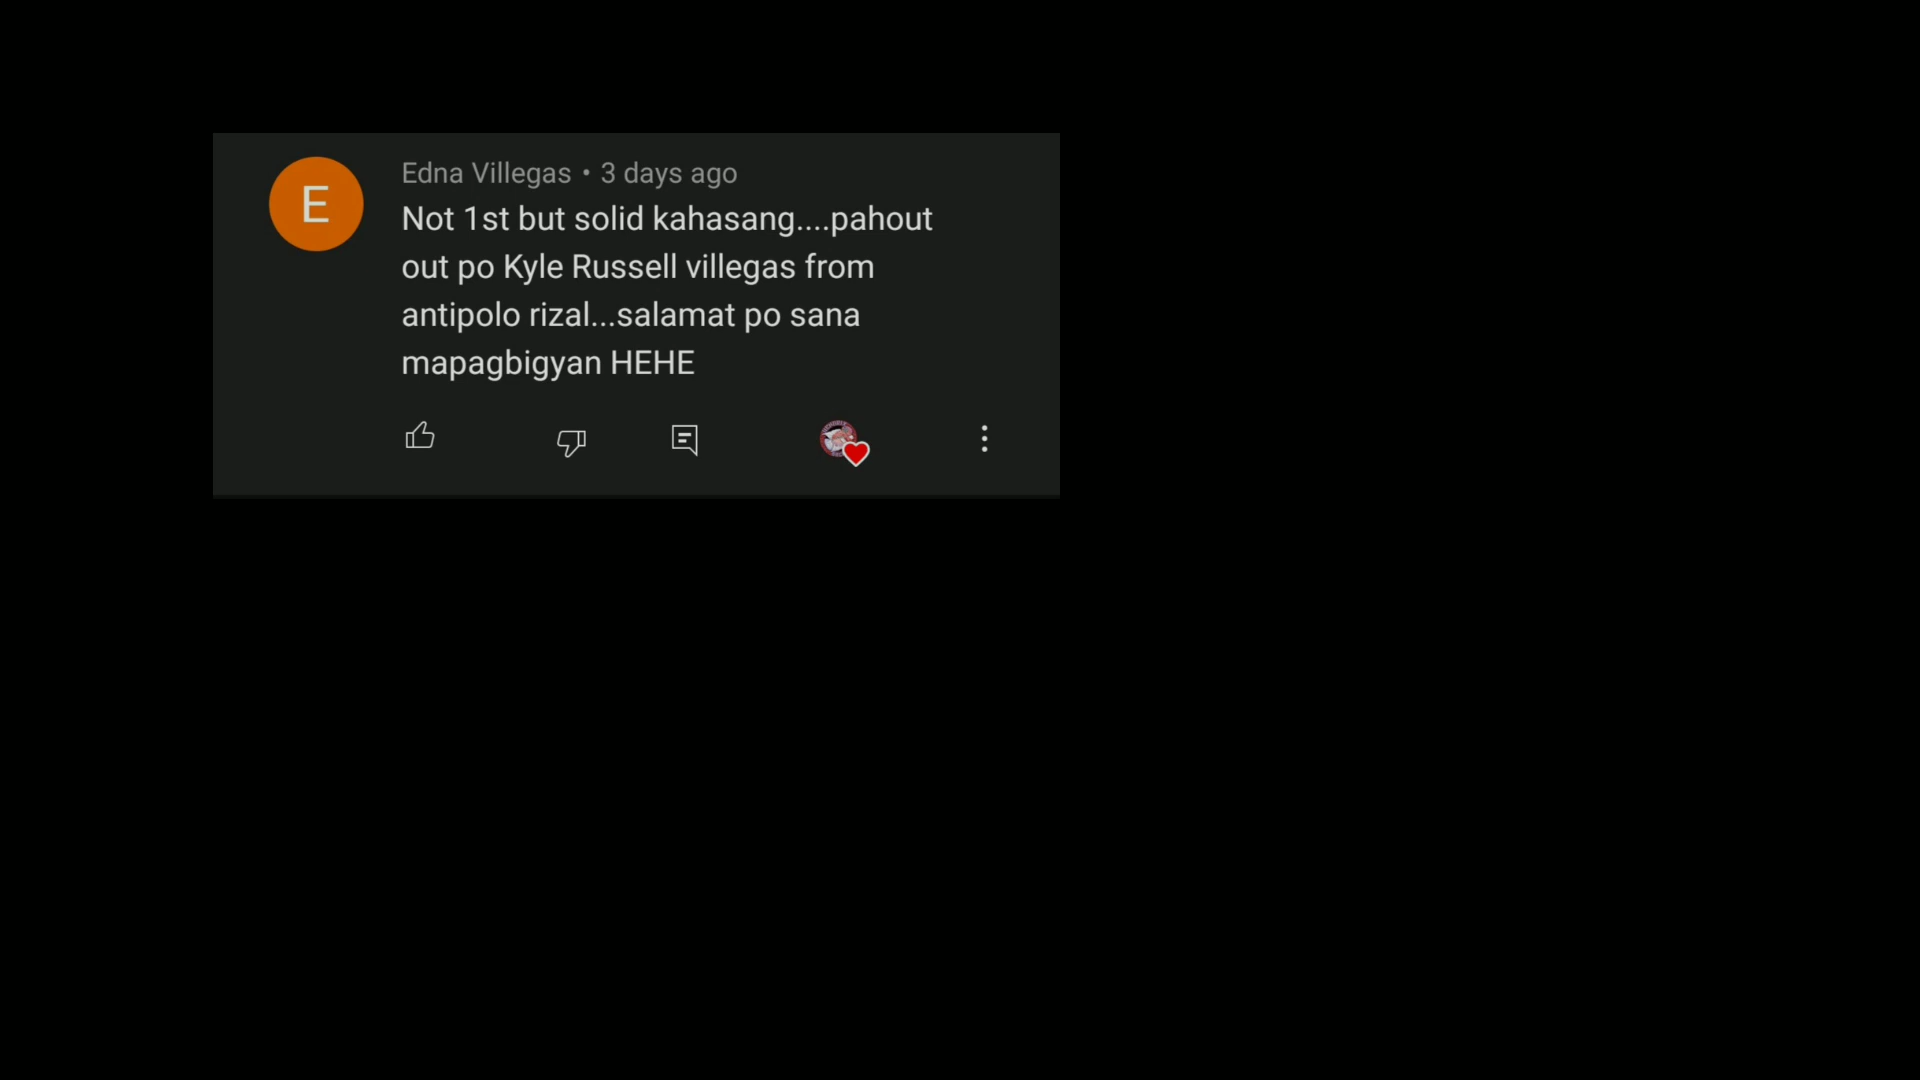 E
Edna Villegas • 3 days ago
Not 1st but solid kahasang....pahout
out po Kyle Russell villegas from
antipolo rizal...salamat po sana
mapagbigyan HEHE